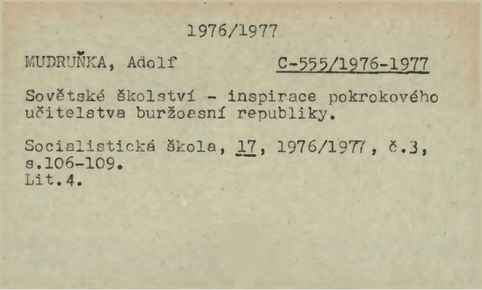 1976/1977
MUDRUŇKA, Adolf C-555/1976-1977
Sovětské školství - inspirace pokrokového
učitelstva buržoasní republiky.
Socialistická škola, 17, 1976/1977, č.3,
s.106-109.
Lit.4.